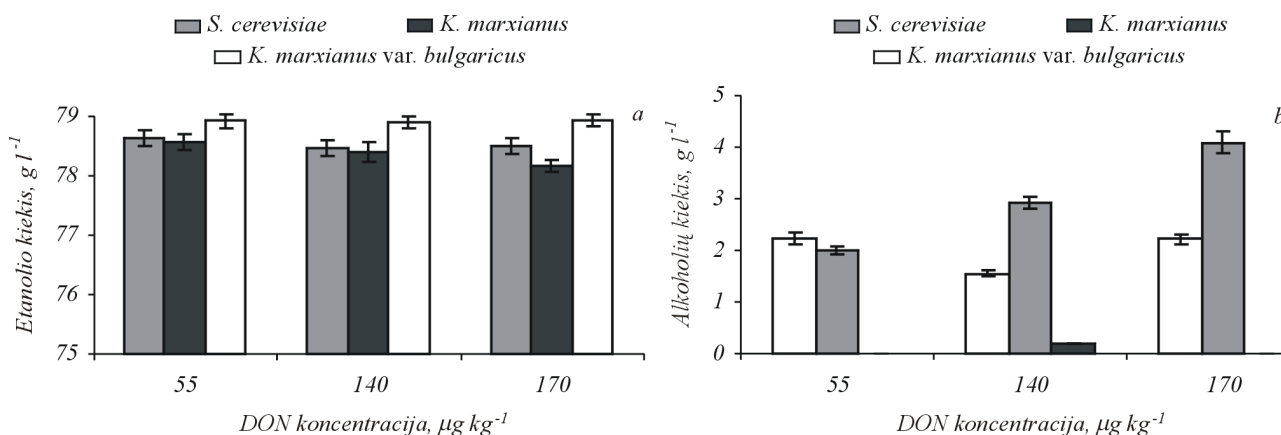 S. cerevisiae
K. marxianus
K. marxianus var. bulgaricus
a
Etanolio kiekis, g l⁻¹
79
78
77
76
75
55
140
170
DON koncentracija, µg kg⁻¹
S. cerevisiae
K. marxianus
K. marxianus var. bulgaricus
b
Alkoholių kiekis, g l⁻¹
5
4
3
2
1
0
55
140
170
DON koncentracija, µg kg⁻¹